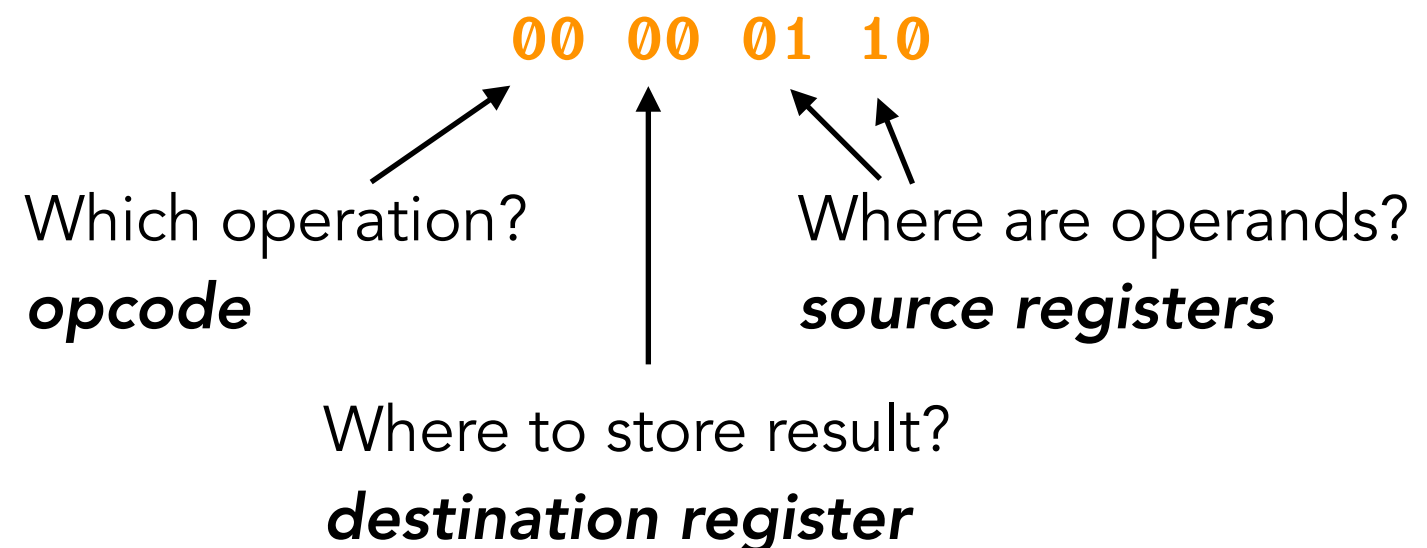 00 00 01 10
Which operation?
opcode
Where are operands?
source registers
Where to store result?
destination register